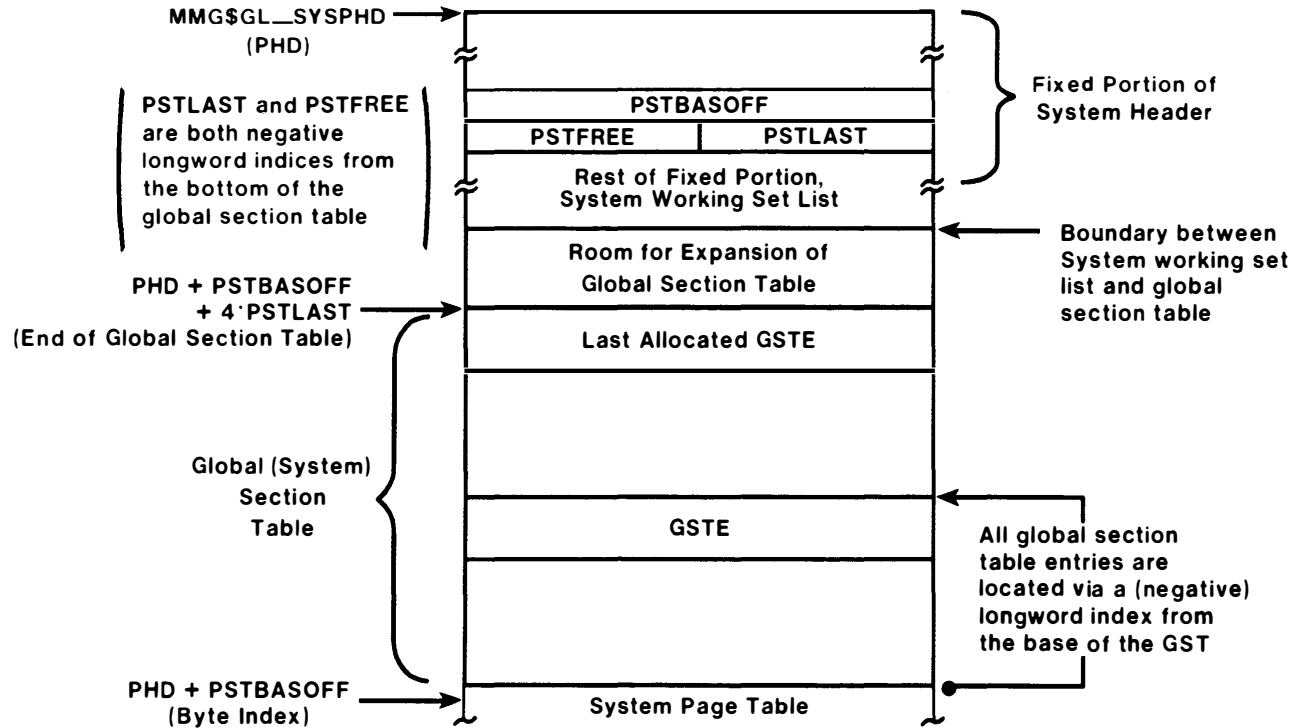 MMG$GL__SYSPHD
(PHD)
PSTLAST and PSTFREE
are both negative
longword indices from
the bottom of the
global section table
PSTBASOFF
PSTFREE
PSTLAST
Rest of Fixed Portion,
System Working Set List
Fixed Portion of
System Header
Room for Expansion of
Global Section Table
Boundary between
System working set
list and global
section table
PHD + PSTBASOFF
+ 4·PSTLAST
(End of Global Section Table)
Last Allocated GSTE
Global (System)
Section
Table
GSTE
All global section
table entries are
located via a (negative)
longword index from
the base of the GST
PHD + PSTBASOFF
(Byte Index)
System Page Table